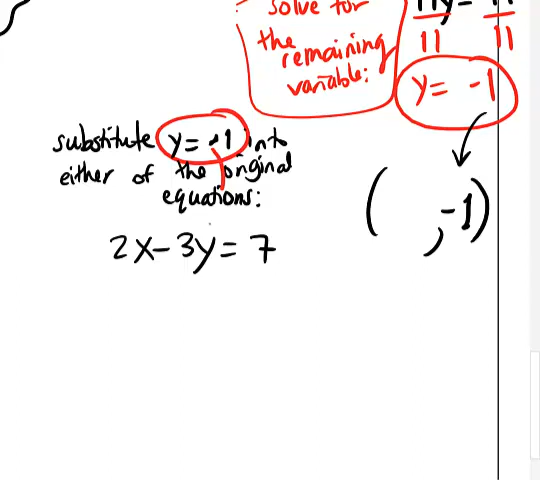 solve for
the
remaining
variable:
11y = 11
11 11
y = -1
substitute y = -1 into
either of the original
equations:
( , -1)
2x - 3y = 7